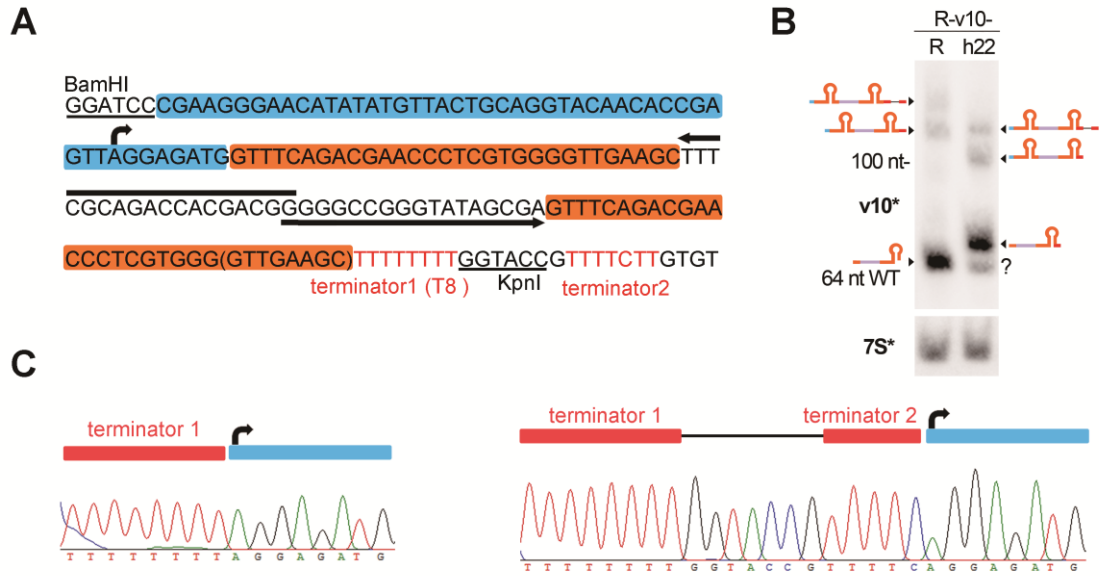 A
BamHI
GGATCCCGAAGGGAACATATATGTTACTGCAGGTACAACACCGA
GTTAGGAGATGGTTTCAGACGAACCCTCGTGGGGTTGAAGCTTT
CGCAGACCACGACGGGGGCCGGGTATAGCGAGTTTCAGACGAA
CCCTCGTGGG(GTTGAAGC)TTTTTTTTGGTACCGTTTTCTTGTGT
terminator1 (T8 ) KpnI terminator2
B
R-v10-
R h22
100 nt-
v10*
64 nt WT
?
7S*
C
terminator 1
T T T T T T T T A G G A G A T G
terminator 1 terminator 2
T T T T T T T T G G T A C C G T T T T C A G G A G A T G